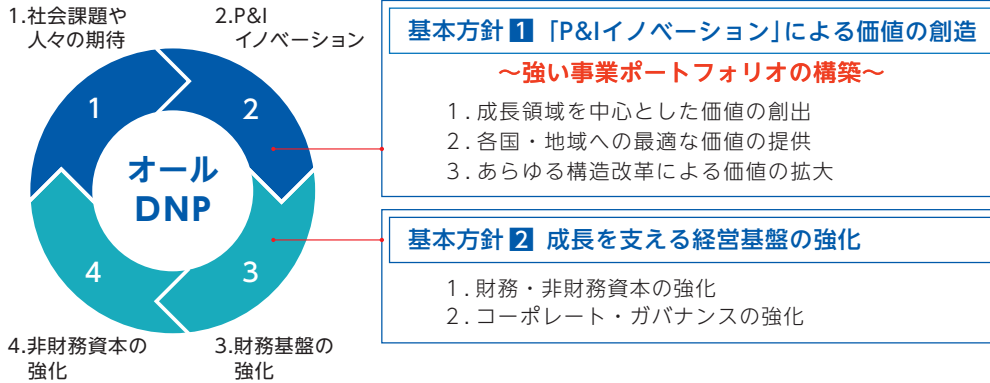 1.社会課題や
人々の期待
2.P&I
イノベーション
1
2
オール
DNP
4
3
4.非財務資本の
強化
3.財務基盤の
強化
基本方針 1 「P&Iイノベーション」による価値の創造
～強い事業ポートフォリオの構築～
1．成長領域を中心とした価値の創出
2．各国・地域への最適な価値の提供
3．あらゆる構造改革による価値の拡大
基本方針 2 成長を支える経営基盤の強化
1．財務・非財務資本の強化
2．コーポレート・ガバナンスの強化